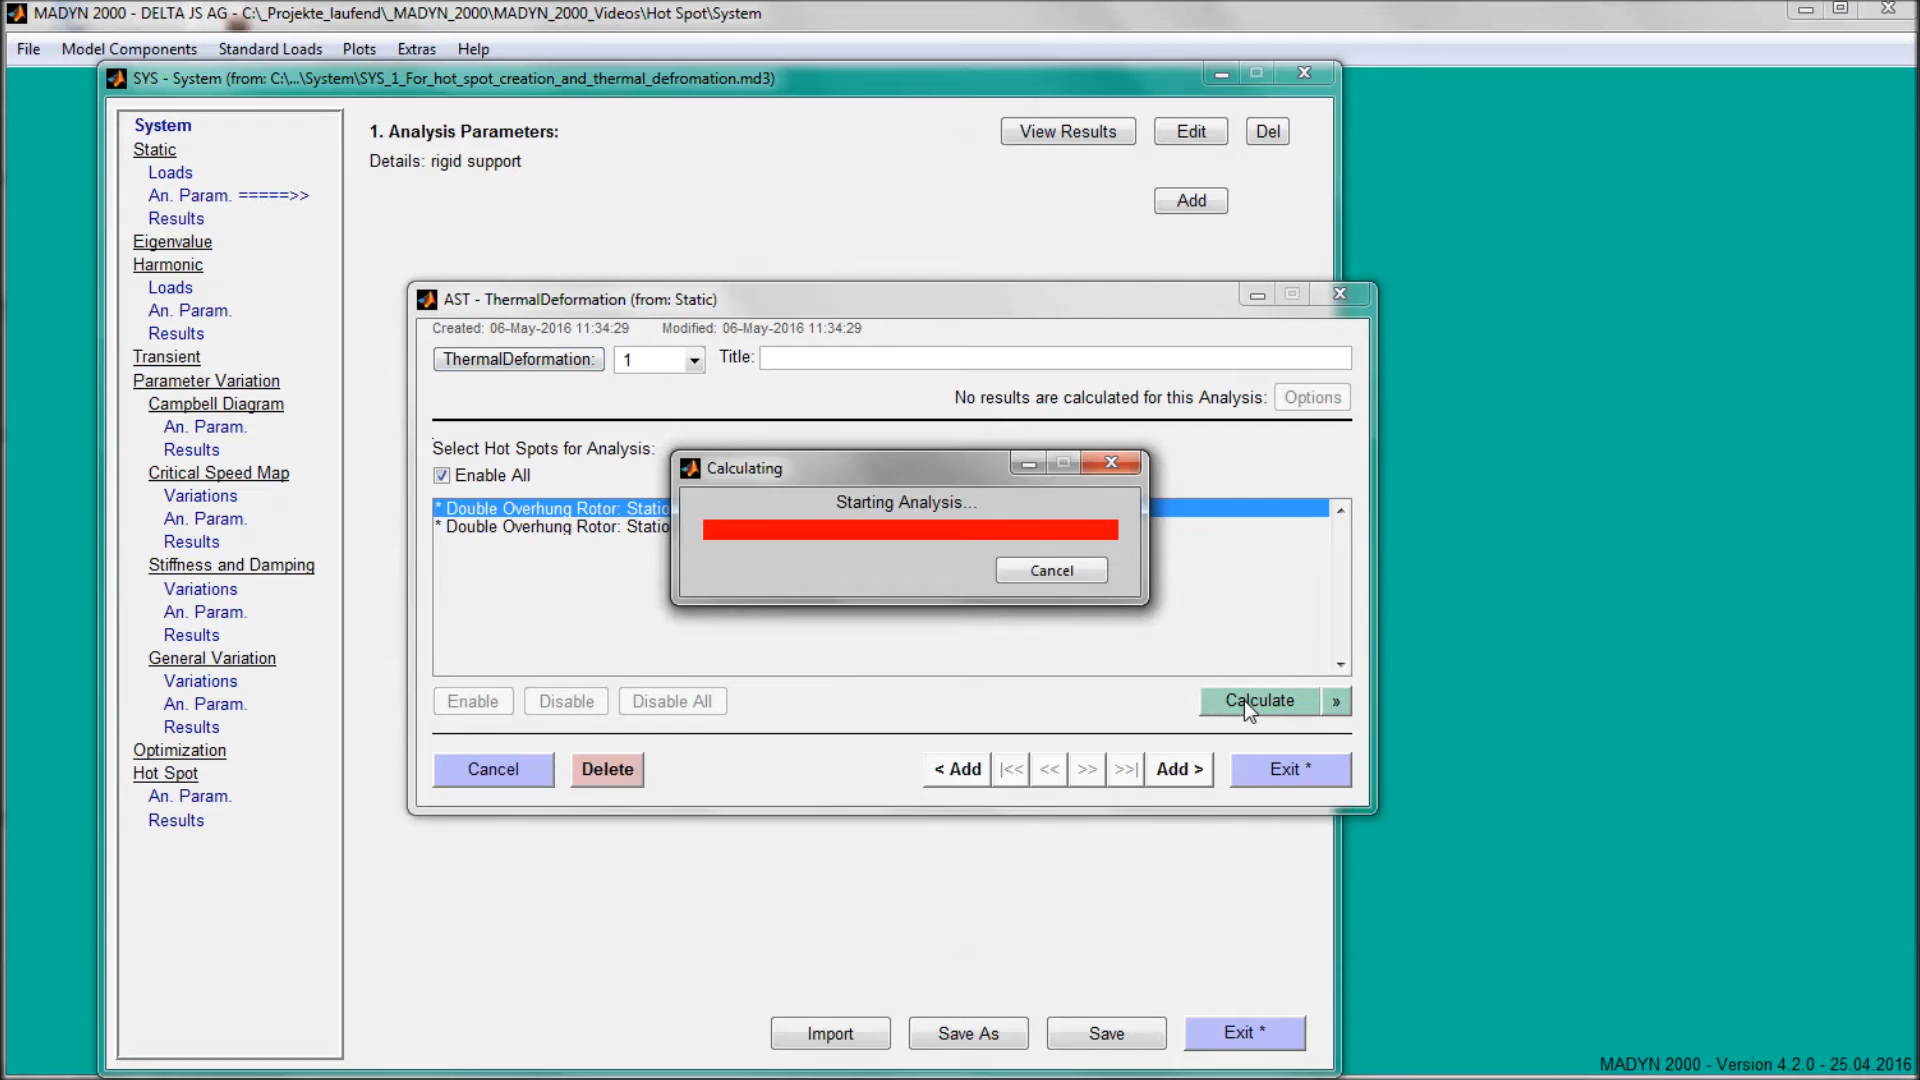 MADYN 2000 - DELTA JS AG - C:\_Projekte_laufend\_MADYN_2000\MADYN_2000_Videos\Hot Spot\System
File Model Components Standard Loads Plots Extras Help
SYS - System (from: C:\...\System\SYS_1_For_hot_spot_creation_and_thermal_defromation.md3)
System
Static
Loads
An. Param. =====>>
Results
Eigenvalue
Harmonic
Loads
An. Param.
Results
Transient
Parameter Variation
Campbell Diagram
An. Param.
Results
Critical Speed Map
Variations
An. Param.
Results
Stiffness and Damping
Variations
An. Param.
Results
General Variation
Variations
An. Param.
Results
Optimization
Hot Spot
An. Param.
Results
1. Analysis Parameters:
View Results Edit Del
Details: rigid support
Add
AST - ThermalDeformation (from: Static)
Created: 06-May-2016 11:34:29 Modified: 06-May-2016 11:34:29
ThermalDeformation: 1 Title:
No results are calculated for this Analysis: Options
Select Hot Spots for Analysis:
Enable All
* Double Overhung Rotor: Statio
* Double Overhung Rotor: Statio
Calculating
Starting Analysis...
Cancel
Enable Disable Disable All Calculate »
Cancel Delete < Add |<< << >> >>| Add > Exit *
Import Save As Save Exit *
MADYN 2000 - Version 4.2.0 - 25.04.2016